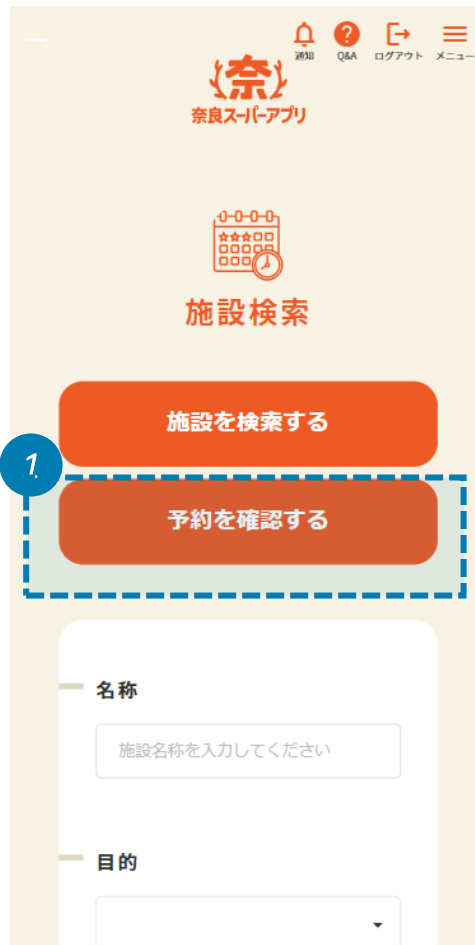 通知 Q&A ログアウト メニュー
奈
奈良スーパーアプリ
施設検索
施設を検索する
1
予約を確認する
名称
施設名称を入力してください
目的